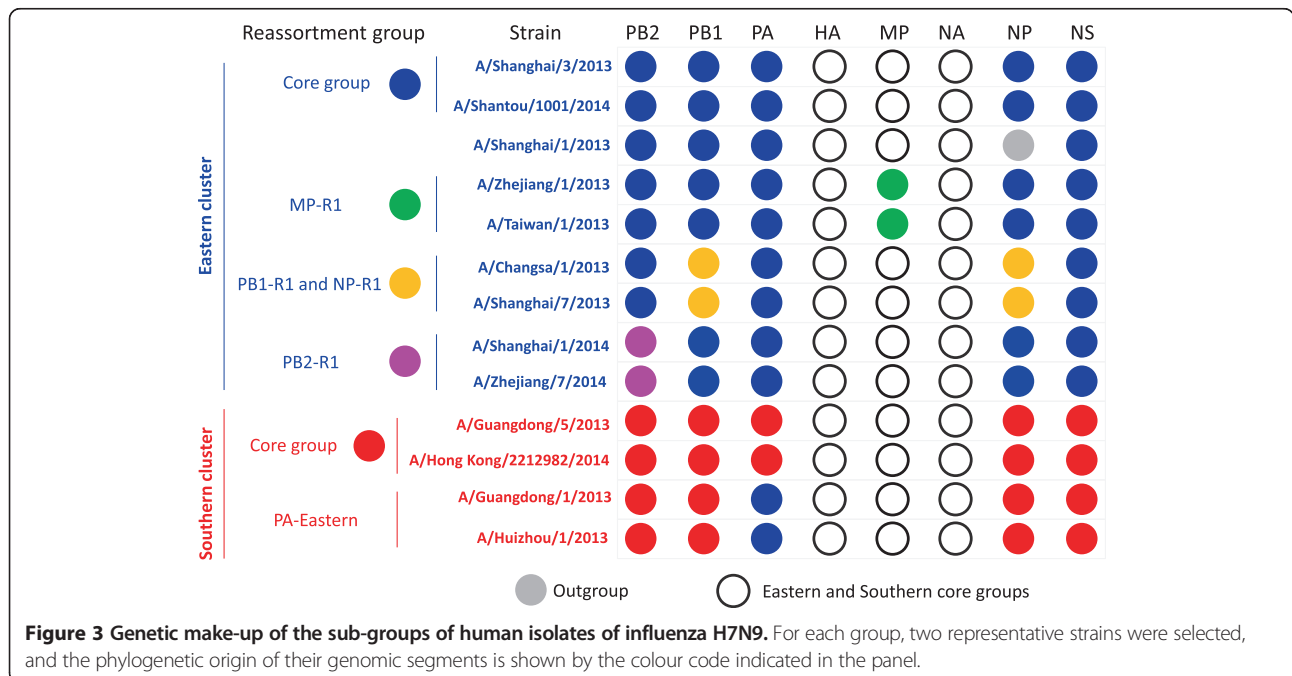 Reassortment group Strain PB2 PB1 PA HA MP NA NP NS
Eastern cluster
Core group
A/Shanghai/3/2013
A/Shantou/1001/2014
A/Shanghai/1/2013
MP-R1
A/Zhejiang/1/2013
A/Taiwan/1/2013
PB1-R1 and NP-R1
A/Changsa/1/2013
A/Shanghai/7/2013
PB2-R1
A/Shanghai/1/2014
A/Zhejiang/7/2014
Southern cluster
Core group
A/Guangdong/5/2013
A/Hong Kong/2212982/2014
PA-Eastern
A/Guangdong/1/2013
A/Huizhou/1/2013
Outgroup Eastern and Southern core groups
Figure 3 Genetic make-up of the sub-groups of human isolates of influenza H7N9. For each group, two representative strains were selected,
and the phylogenetic origin of their genomic segments is shown by the colour code indicated in the panel.